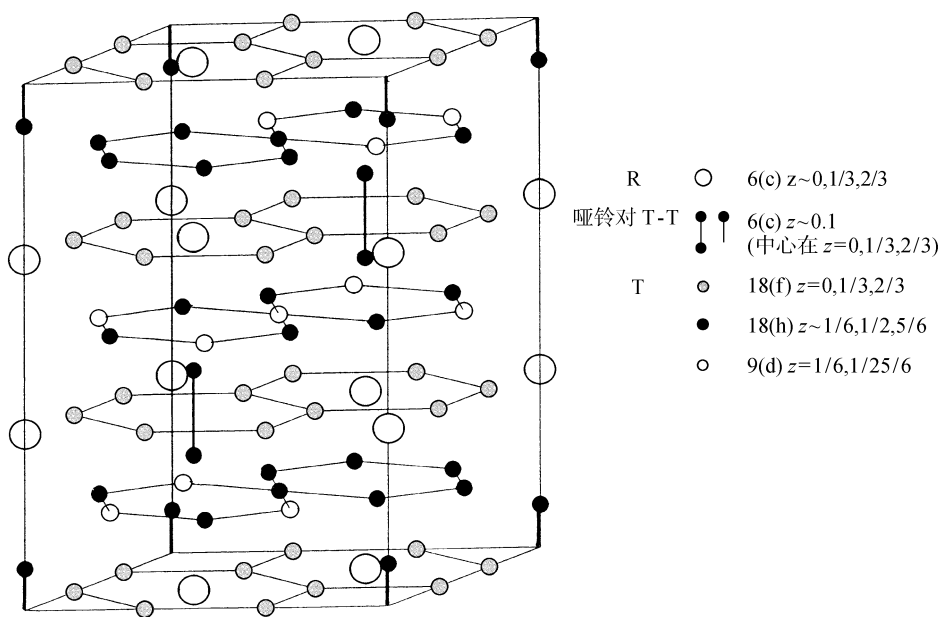 R 6(c) z~0,1/3,2/3
哑铃对 T-T 6(c) z~0.1
(中心在 z=0,1/3,2/3)
T 18(f) z=0,1/3,2/3
18(h) z~1/6,1/2,5/6
9(d) z=1/6,1/25/6